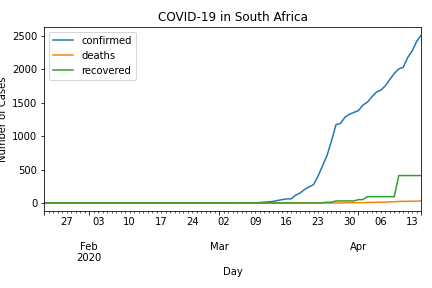 COVID-19 in South Africa
confirmed
deaths
recovered
2500
2000
1500
1000
500
0
Number of Cases
27 03 10 17 24 02 09 16 23 30 06 13
Feb Mar Apr
2020
Day